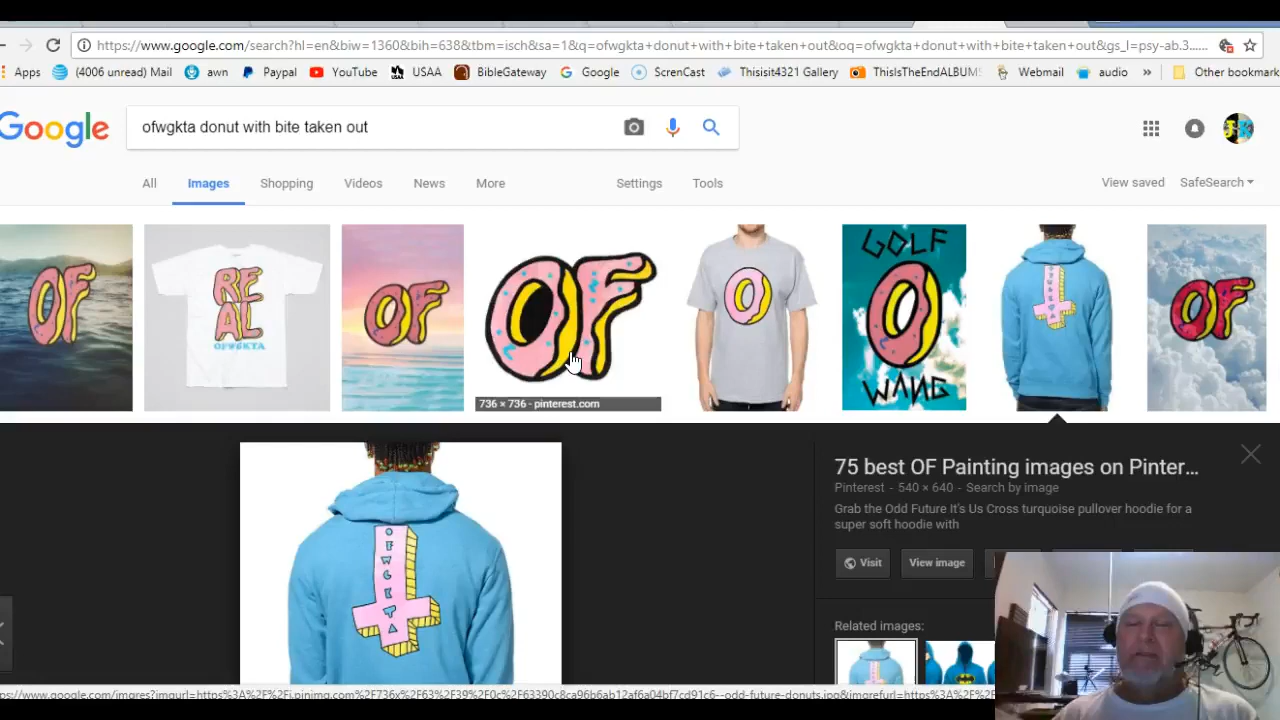 https://www.google.com/search?hl=en&biw=1360&bih=638&tbm=isch&sa=1&q=ofwgkta+donut+with+bite+taken+out&oq=ofwgkta+donut+with+bite+taken+out&gs_l=psy-ab.3......
Apps (4006 unread) Mail awn Paypal YouTube USAA BibleGateway Google ScrenCast Thisisit4321 Gallery ThisIsTheEndALBUM Webmail audio » Other bookmark
Google ofwgkta donut with bite taken out
All Images Shopping Videos News More Settings Tools View saved SafeSearch
OF
RE
AL
OFWGKTA
OF
OF
736 × 736 - pinterest.com
O
GOLF
O
WANG
OFWGKTA
OF
OFWGKTA
75 best OF Painting images on Pinter...
Pinterest - 540 × 640 - Search by image
Grab the Odd Future It's Us Cross turquoise pullover hoodie for a
super soft hoodie with
Visit View image
Related images: